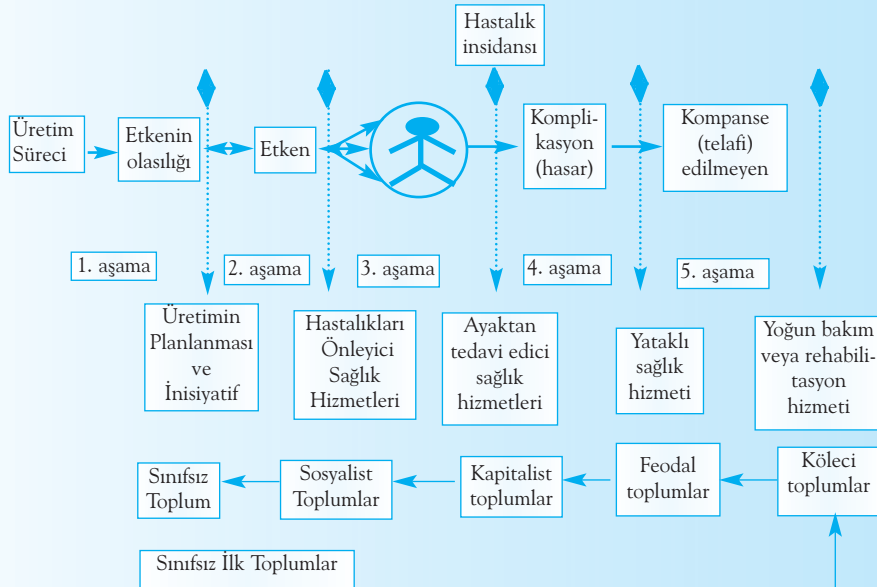 Hastalık
insidansı
Üretim
Süreci
Etkenin
olasılığı
Etken
Kompli-
kasyon
(hasar)
Kompanse
(telafi)
edilmeyen
1. aşama
2. aşama
3. aşama
4. aşama
5. aşama
Üretimin
Planlanması
ve
İnisiyatif
Hastalıkları
Önleyici
Sağlık
Hizmetleri
Ayaktan
tedavi edici
sağlık
hizmetleri
Yataklı
sağlık
hizmeti
Yoğun bakım
veya rehabili-
tasyon
hizmeti
Sınıfsız
Toplum
Sosyalist
Toplumlar
Kapitalist
toplumlar
Feodal
toplumlar
Köleci
toplumlar
Sınıfsız İlk Toplumlar